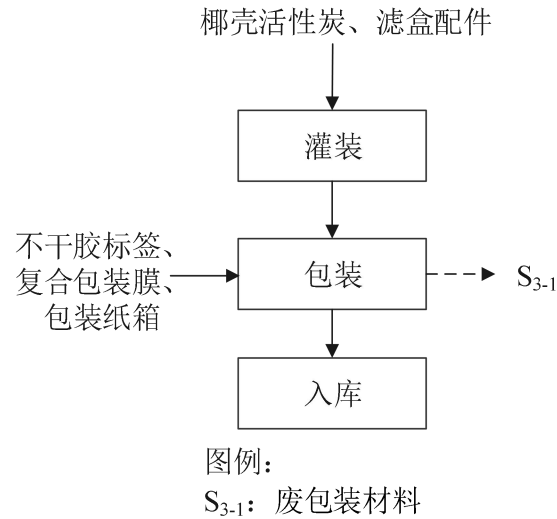 椰壳活性炭、滤盒配件
灌装
不干胶标签、
复合包装膜、
包装纸箱
包装
S3-1
入库
图例：
S3-1：废包装材料